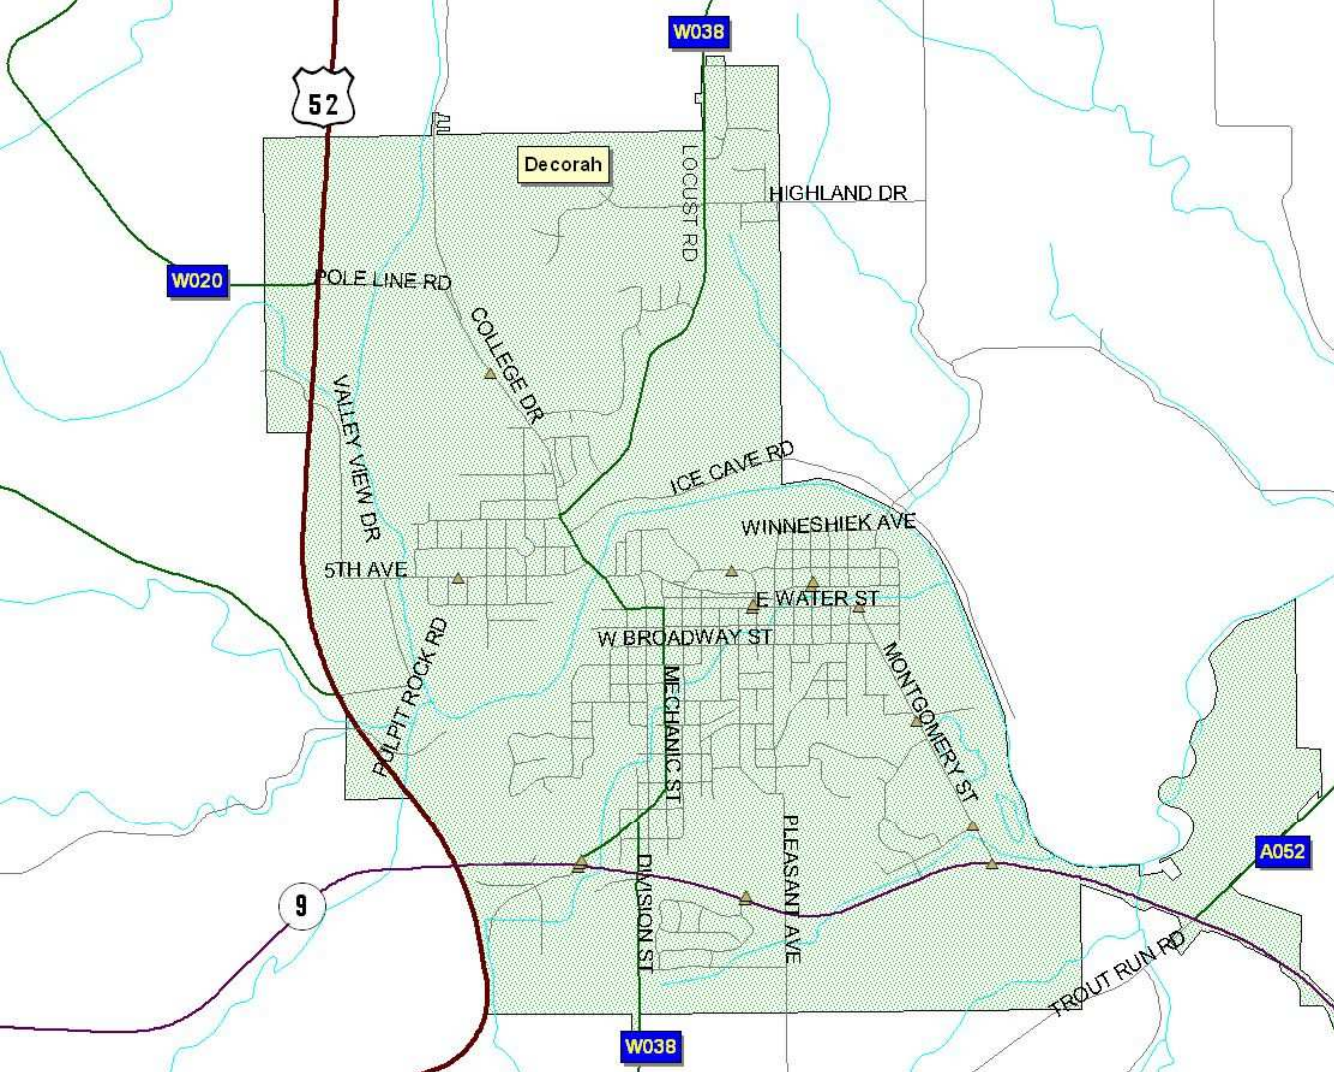 W038
52
Decorah
LOCUST RD
HIGHLAND DR
W020
POLE LINE RD
COLLEGE DR
VALLEY VIEW DR
ICE CAVE RD
WINNESHIEK AVE
5TH AVE
E WATER ST
W BROADWAY ST
PULPIT ROCK RD
MECHANIC ST
MONTGOMERY ST
PLEASANT AVE
DIVISION ST
A052
9
TROUT RUN RD
W038